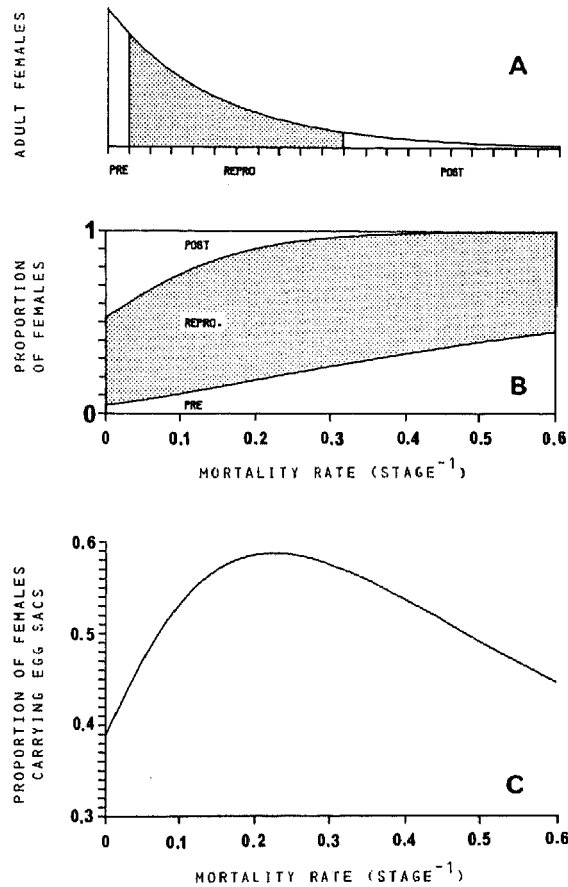 ADULT FEMALES
A
PRE REPRO POST
PROPORTION
OF FEMALES
1
0
POST
REPRO.
PRE
B
0 0.1 0.2 0.3 0.4 0.5 0.6
MORTALITY RATE (STAGE-1)
PROPORTION OF FEMALES
CARRYING EGG SACS
0.6
0.5
0.4
0.3
C
0 0.1 0.2 0.3 0.4 0.5 0.6
MORTALITY RATE (STAGE-1)